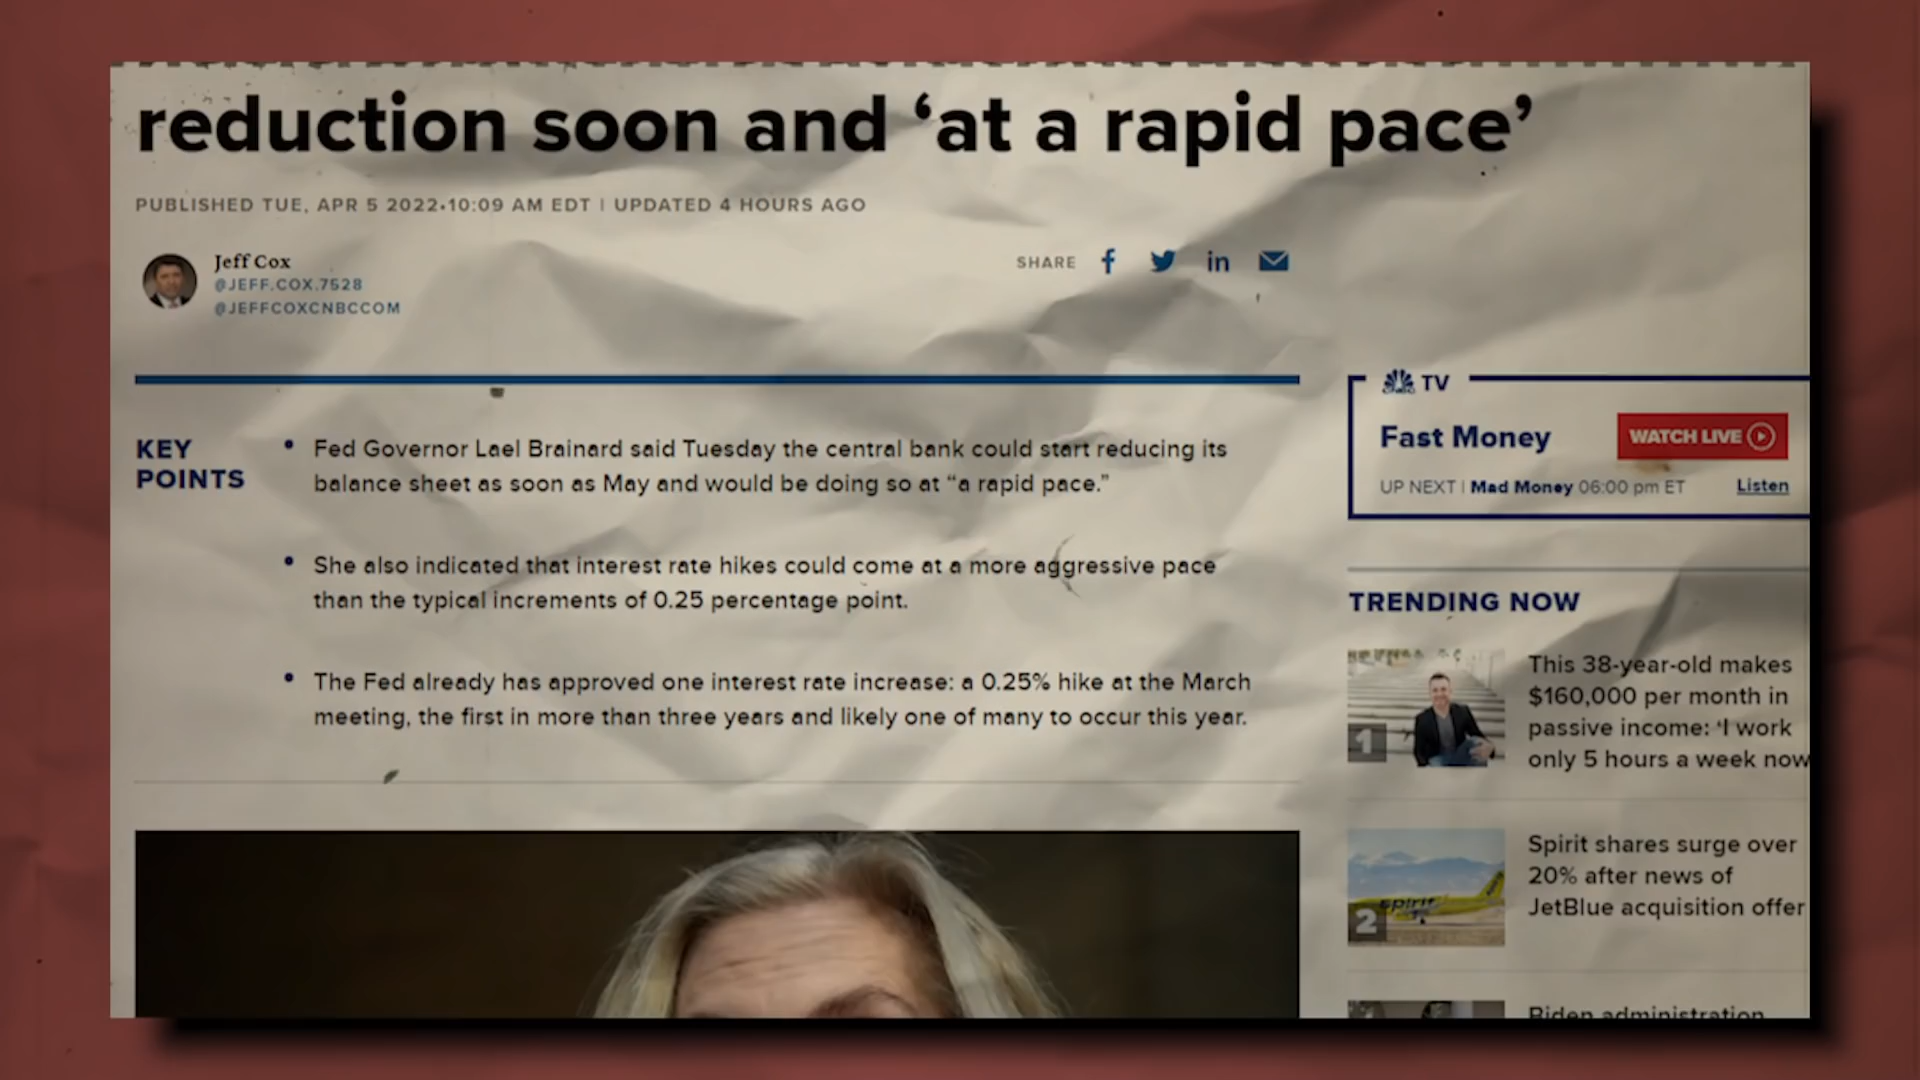 reduction soon and ‘at a rapid pace’
PUBLISHED TUE, APR 5 2022•10:09 AM EDT | UPDATED 4 HOURS AGO
Jeff Cox
@JEFF.COX.7528
@JEFFCOXCNBCCOM
SHARE
KEY
POINTS
• Fed Governor Lael Brainard said Tuesday the central bank could start reducing its
balance sheet as soon as May and would be doing so at “a rapid pace.”
• She also indicated that interest rate hikes could come at a more aggressive pace
than the typical increments of 0.25 percentage point.
• The Fed already has approved one interest rate increase: a 0.25% hike at the March
meeting, the first in more than three years and likely one of many to occur this year.
TV
Fast Money
WATCH LIVE
UP NEXT | Mad Money 06:00 pm ET
Listen
TRENDING NOW
1
This 38-year-old makes
$160,000 per month in
passive income: ‘I work
only 5 hours a week now
2
spirit
Spirit shares surge over
20% after news of
JetBlue acquisition offer
Biden administration